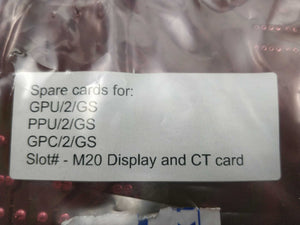 Spare cards for:
GPU/2/GS
PPU/2/GS
GPC/2/GS
Slot# - M20 Display and CT card